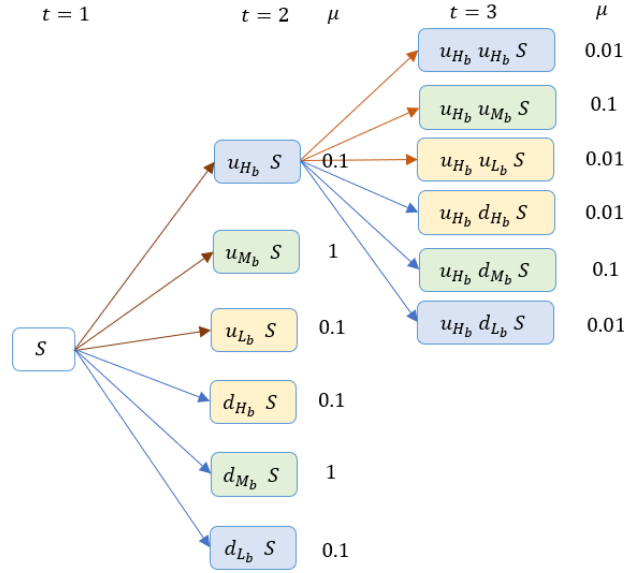 t = 1 t = 2 μ t = 3 μ
u_{H_b} u_{H_b} S 0.01
u_{H_b} u_{M_b} S 0.1
u_{H_b} S 0.1 u_{H_b} u_{L_b} S 0.01
u_{H_b} d_{H_b} S 0.01
u_{M_b} S 1 u_{H_b} d_{M_b} S 0.1
u_{L_b} S 0.1 u_{H_b} d_{L_b} S 0.01
S
d_{H_b} S 0.1
d_{M_b} S 1
d_{L_b} S 0.1